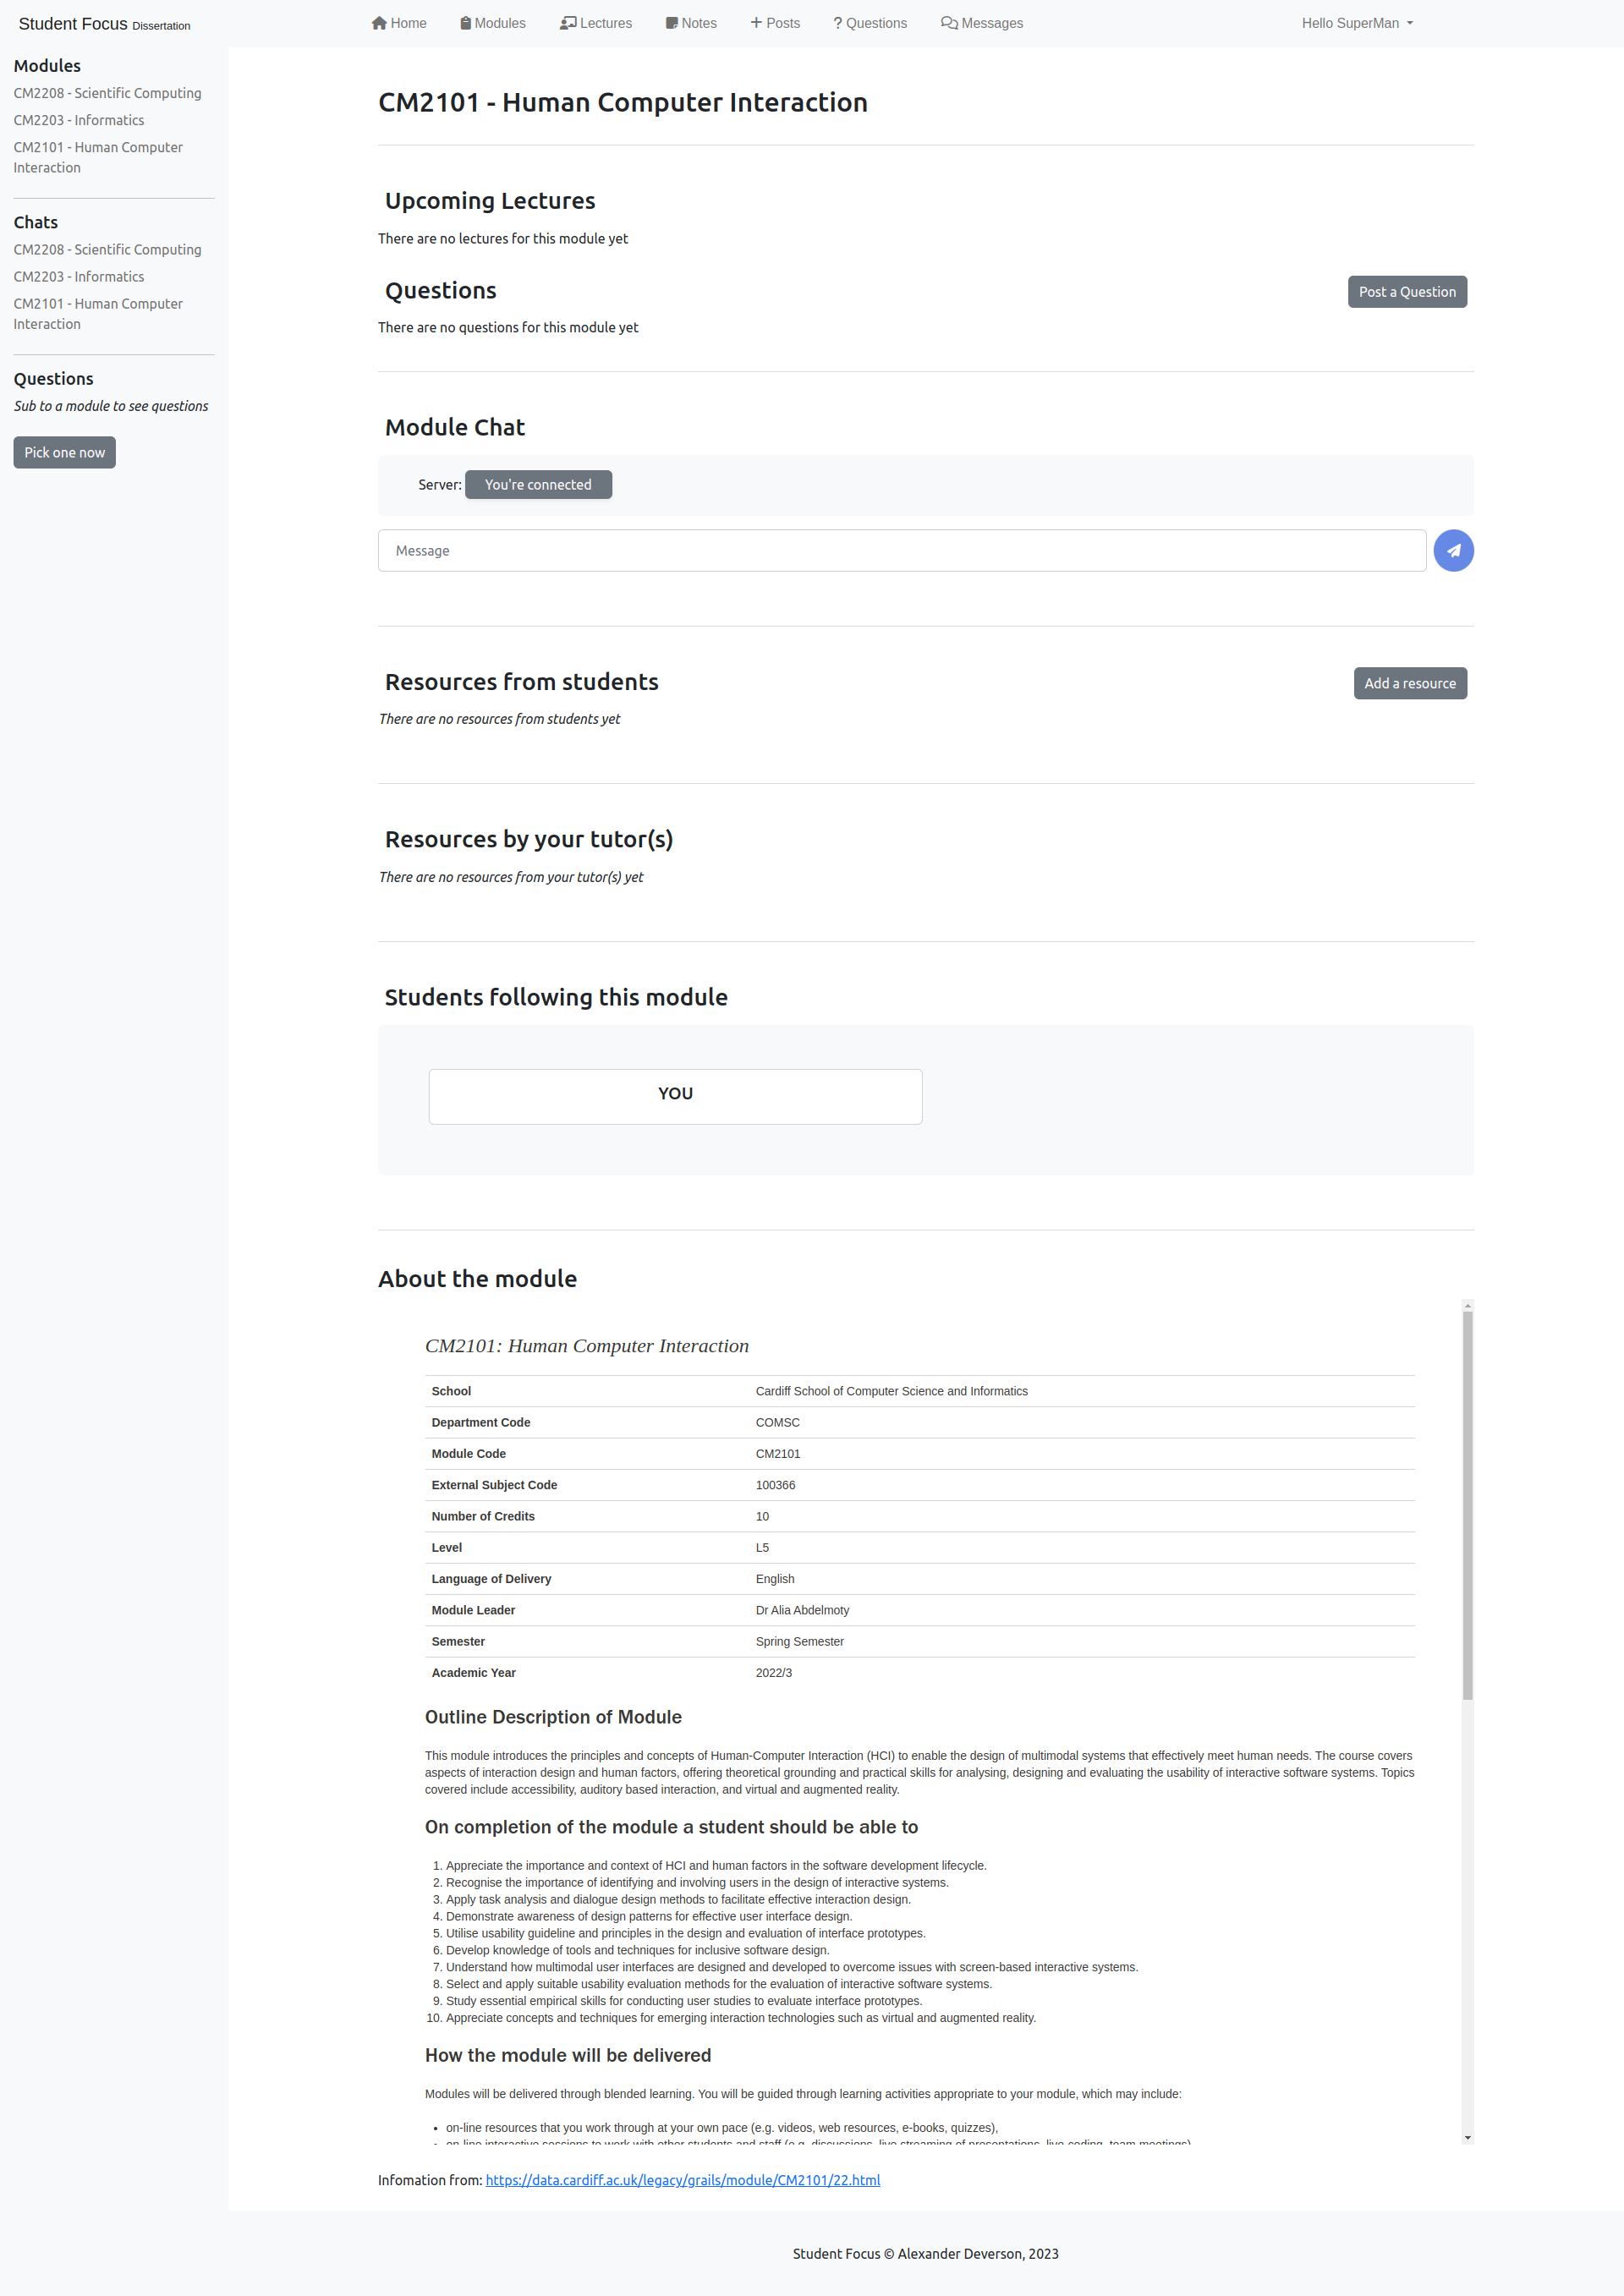 Student Focus Dissertation
Home
Modules
Lectures
Notes
Posts
Questions
Messages
Hello SuperMan
Modules
CM2208 - Scientific Computing
CM2203 - Informatics
CM2101 - Human Computer
Interaction
Chats
CM2208 - Scientific Computing
CM2203 - Informatics
CM2101 - Human Computer
Interaction
Questions
Sub to a module to see questions
Pick one now
CM2101 - Human Computer Interaction
Upcoming Lectures
There are no lectures for this module yet
Questions
Post a Question
There are no questions for this module yet
Module Chat
Server: You're connected
Message
Resources from students
Add a resource
There are no resources from students yet
Resources by your tutor(s)
There are no resources from your tutor(s) yet
Students following this module
YOU
About the module
CM2101: Human Computer Interaction
School Cardiff School of Computer Science and Informatics
Department Code COMSC
Module Code CM2101
External Subject Code 100366
Number of Credits 10
Level L5
Language of Delivery English
Module Leader Dr Alia Abdelmoty
Semester Spring Semester
Academic Year 2022/3
Outline Description of Module
This module introduces the principles and concepts of Human-Computer Interaction (HCI) to enable the design of multimodal systems that effectively meet human needs. The course covers
aspects of interaction design and human factors, offering theoretical grounding and practical skills for analysing, designing and evaluating the usability of interactive software systems. Topics
covered include accessibility, auditory based interaction, and virtual and augmented reality.
On completion of the module a student should be able to
1. Appreciate the importance and context of HCI and human factors in the software development lifecycle.
2. Recognise the importance of identifying and involving users in the design of interactive systems.
3. Apply task analysis and dialogue design methods to facilitate effective interaction design.
4. Demonstrate awareness of design patterns for effective user interface design.
5. Utilise usability guideline and principles in the design and evaluation of interface prototypes.
6. Develop knowledge of tools and techniques for inclusive software design.
7. Understand how multimodal user interfaces are designed and developed to overcome issues with screen-based interactive systems.
8. Select and apply suitable usability evaluation methods for the evaluation of interactive software systems.
9. Study essential empirical skills for conducting user studies to evaluate interface prototypes.
10. Appreciate concepts and techniques for emerging interaction technologies such as virtual and augmented reality.
How the module will be delivered
Modules will be delivered through blended learning. You will be guided through learning activities appropriate to your module, which may include:
• on-line resources that you work through at your own pace (e.g. videos, web resources, e-books, quizzes),
• on-line interactive sessions to work with other students and staff (e.g. discussions, live streaming of presentations, live-coding, team meetings)
Infomation from: https://data.cardiff.ac.uk/legacy/grails/module/CM2101/22.html
Student Focus © Alexander Deverson, 2023